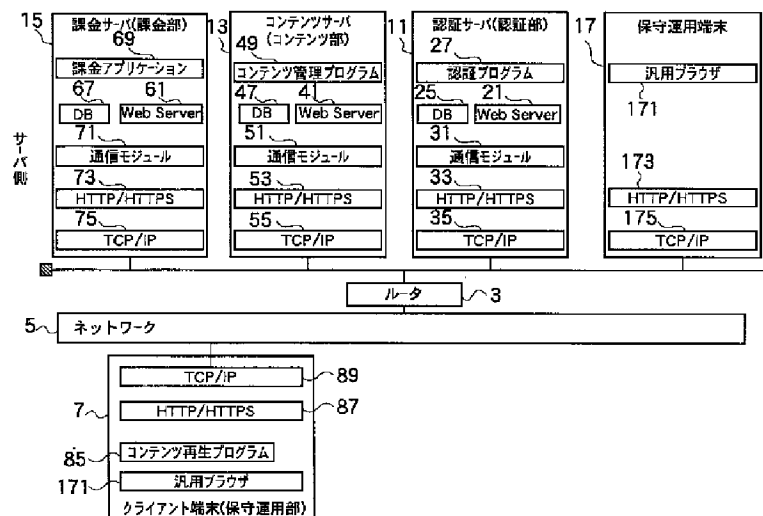 15
課金サーバ(課金部)
69
課金アプリケーション
67
61
DB
Web Server
71
通信モジュール
73
HTTP/HTTPS
75
TCP/IP
13
コンテンツサーバ
(コンテンツ部)
49
コンテンツ管理プログラム
47
41
DB
Web Server
51
通信モジュール
53
HTTP/HTTPS
55
TCP/IP
11
認証サーバ(認証部)
27
認証プログラム
25
21
DB
Web Server
31
通信モジュール
33
HTTP/HTTPS
35
TCP/IP
17
保守運用端末
汎用ブラウザ
171
173
HTTP/HTTPS
175
TCP/IP
サーバ側
ルータ
3
5
ネットワーク
7
TCP/IP
89
HTTP/HTTPS
87
85
コンテンツ再生プログラム
171
汎用ブラウザ
クライアント端末(保守運用部)